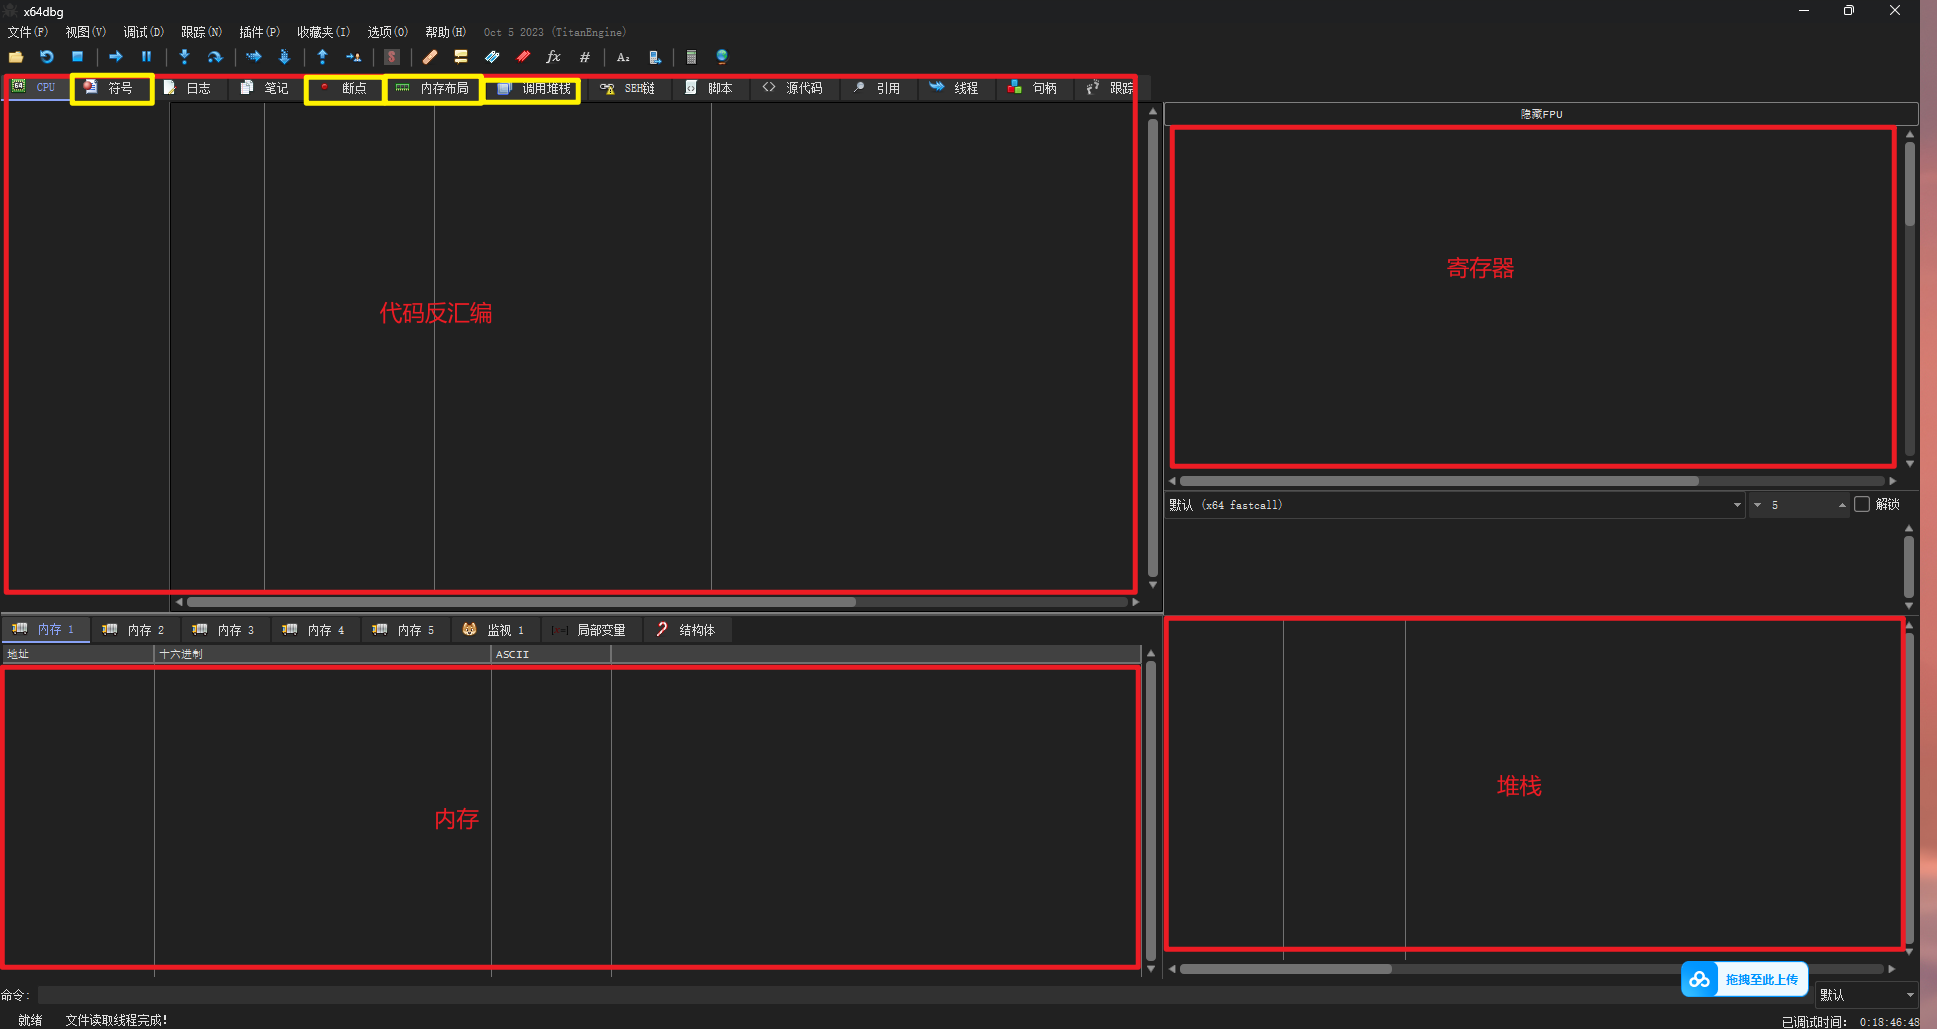 x64dbg
文件(F) 视图(V) 调试(D) 跟踪(N) 插件(P) 收藏夹(I) 选项(O) 帮助(H) Oct 5 2023 (TitanEngine)
CPU 符号 日志 笔记 断点 内存布局 调用堆栈 SEH链 脚本 源代码 引用 线程 句柄 跟踪
隐藏FPU
寄存器
代码反汇编
默认 (x64 fastcall) 5 解锁
内存 1 内存 2 内存 3 内存 4 内存 5 监视 1 局部变量 结构体
地址 十六进制 ASCII
内存
堆栈
拖拽至此上传
命令: 默认
就绪 文件读取线程完成! 已调试时间: 0:18:46:48